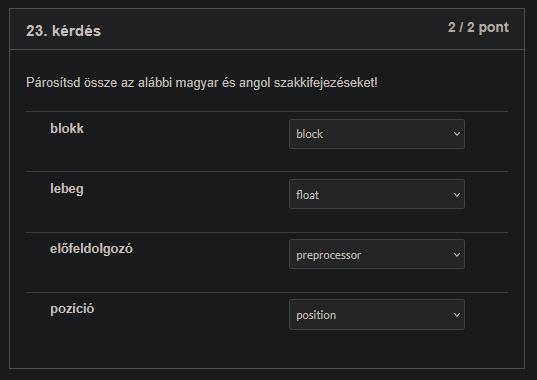 23. kérdés
2 / 2 pont
Párosítsd össze az alábbi magyar és angol szakkifejezéseket!
blokk
block
lebeg
float
előfeldolgozó
preprocessor
pozíció
position